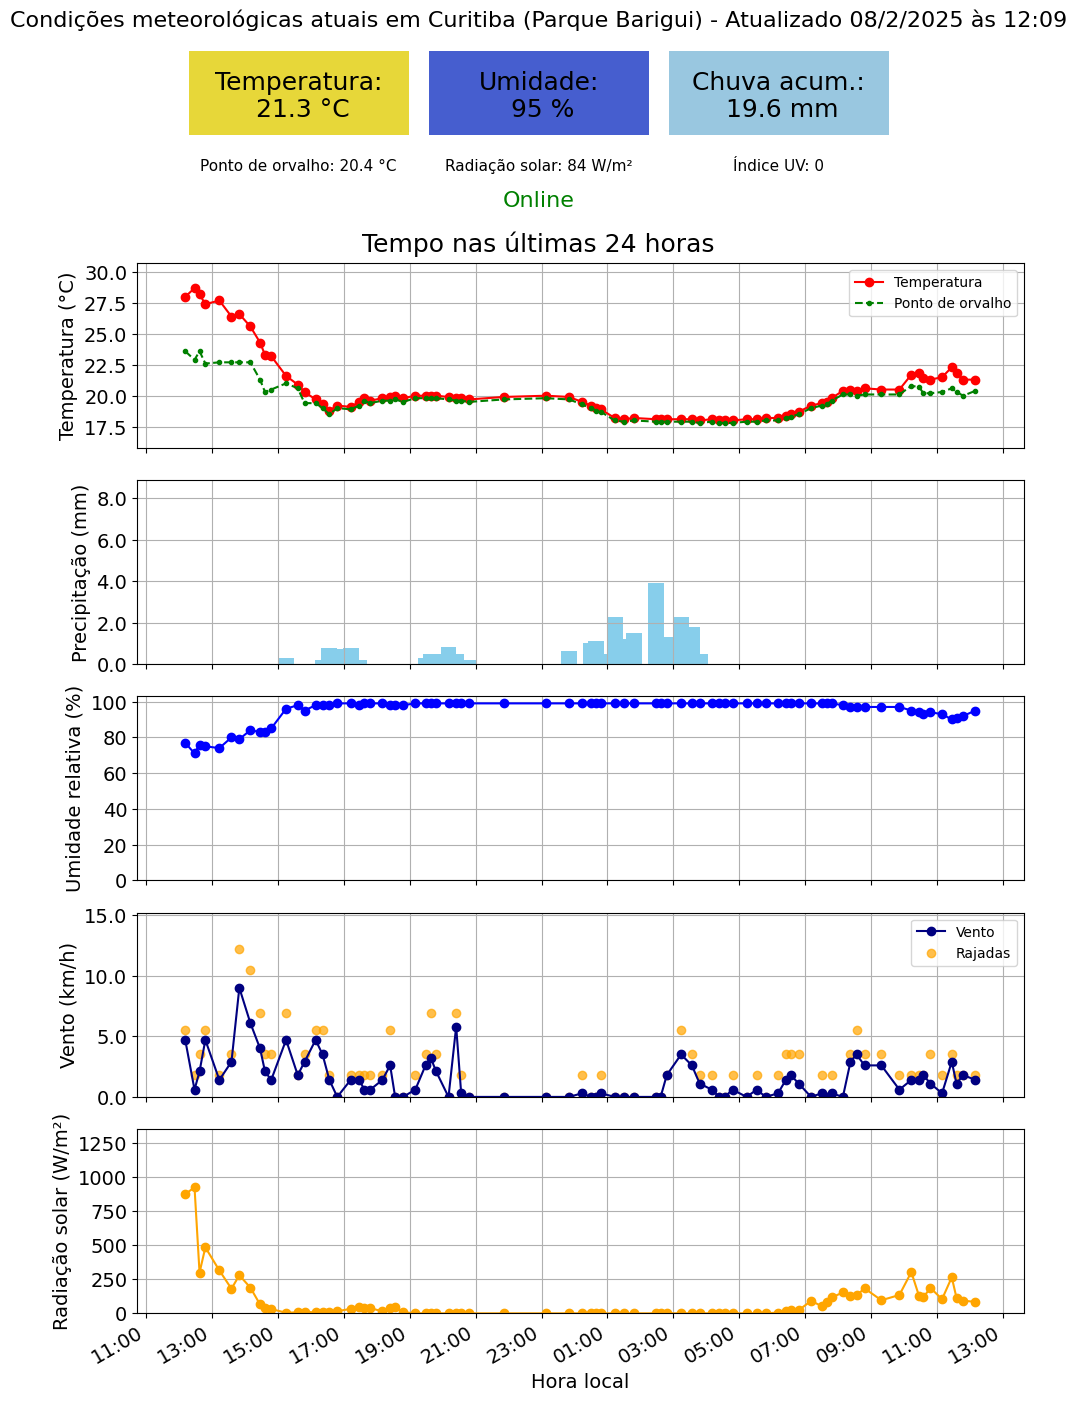 Condições meteorológicas atuais em Curitiba (Parque Barigui) - Atualizado 08/2/2025 às 12:09
Temperatura:
21.3 °C
Umidade:
95 %
Chuva acum.:
19.6 mm
Ponto de orvalho: 20.4 °C
Radiação solar: 84 W/m²
Índice UV: 0
Online
Tempo nas últimas 24 horas
Temperatura (°C)
30.0
27.5
25.0
22.5
20.0
17.5
Temperatura
Ponto de orvalho
Precipitação (mm)
8.0
6.0
4.0
2.0
0.0
Umidade relativa (%)
100
80
60
40
20
0
Vento (km/h)
15.0
10.0
5.0
0.0
Vento
Rajadas
Radiação solar (W/m²)
1250
1000
750
500
250
0
11:00
13:00
15:00
17:00
19:00
21:00
23:00
01:00
03:00
05:00
07:00
09:00
11:00
13:00
Hora local